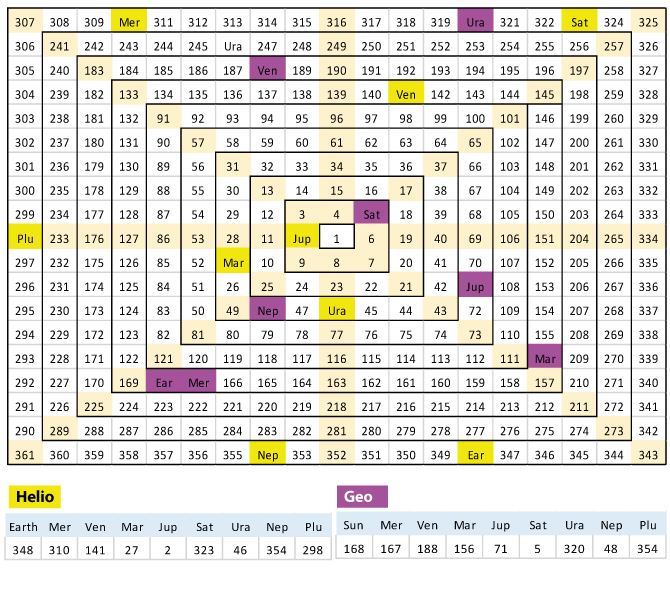 307 308 309 Mer 311 312 313 314 315 316 317 318 319 Ura 321 322 Sat 324 325
306 241 242 243 244 245 Ura 247 248 249 250 251 252 253 254 255 256 257 326
305 240 183 184 185 186 187 Ven 189 190 191 192 193 194 195 196 197 258 327
304 239 182 133 134 135 136 137 138 139 140 Ven 142 143 144 145 198 259 328
303 238 181 132 91 92 93 94 95 96 97 98 99 100 101 146 199 260 329
302 237 180 131 90 57 58 59 60 61 62 63 64 65 102 147 200 261 330
301 236 179 130 89 56 31 32 33 34 35 36 37 66 103 148 201 262 331
300 235 178 129 88 55 30 13 14 15 16 17 38 67 104 149 202 263 332
299 234 177 128 87 54 29 12 3 4 Sat 18 39 68 105 150 203 264 333
Plu 233 176 127 86 53 28 11 Jup 1 6 19 40 69 106 151 204 265 334
297 232 175 126 85 52 Mar 10 9 8 7 20 41 70 107 152 205 266 335
296 231 174 125 84 51 26 25 24 23 22 21 42 Jup 108 153 206 267 336
295 230 173 124 83 50 49 Nep 47 Ura 45 44 43 72 109 154 207 268 337
294 229 172 123 82 81 80 79 78 77 76 75 74 73 110 155 208 269 338
293 228 171 122 121 120 119 118 117 116 115 114 113 112 111 Mar 209 270 339
292 227 170 169 Ear Mer 166 165 164 163 162 161 160 159 158 157 210 271 340
291 226 225 224 223 222 221 220 219 218 217 216 215 214 213 212 211 272 341
290 289 288 287 286 285 284 283 282 281 280 279 278 277 276 275 274 273 342
361 360 359 358 357 356 355 Nep 353 352 351 350 349 Ear 347 346 345 344 343
Helio
Geo
Earth Mer Ven Mar Jup Sat Ura Nep Plu
348 310 141 27 2 323 46 354 298
Sun Mer Ven Mar Jup Sat Ura Nep Plu
168 167 188 156 71 5 320 48 354